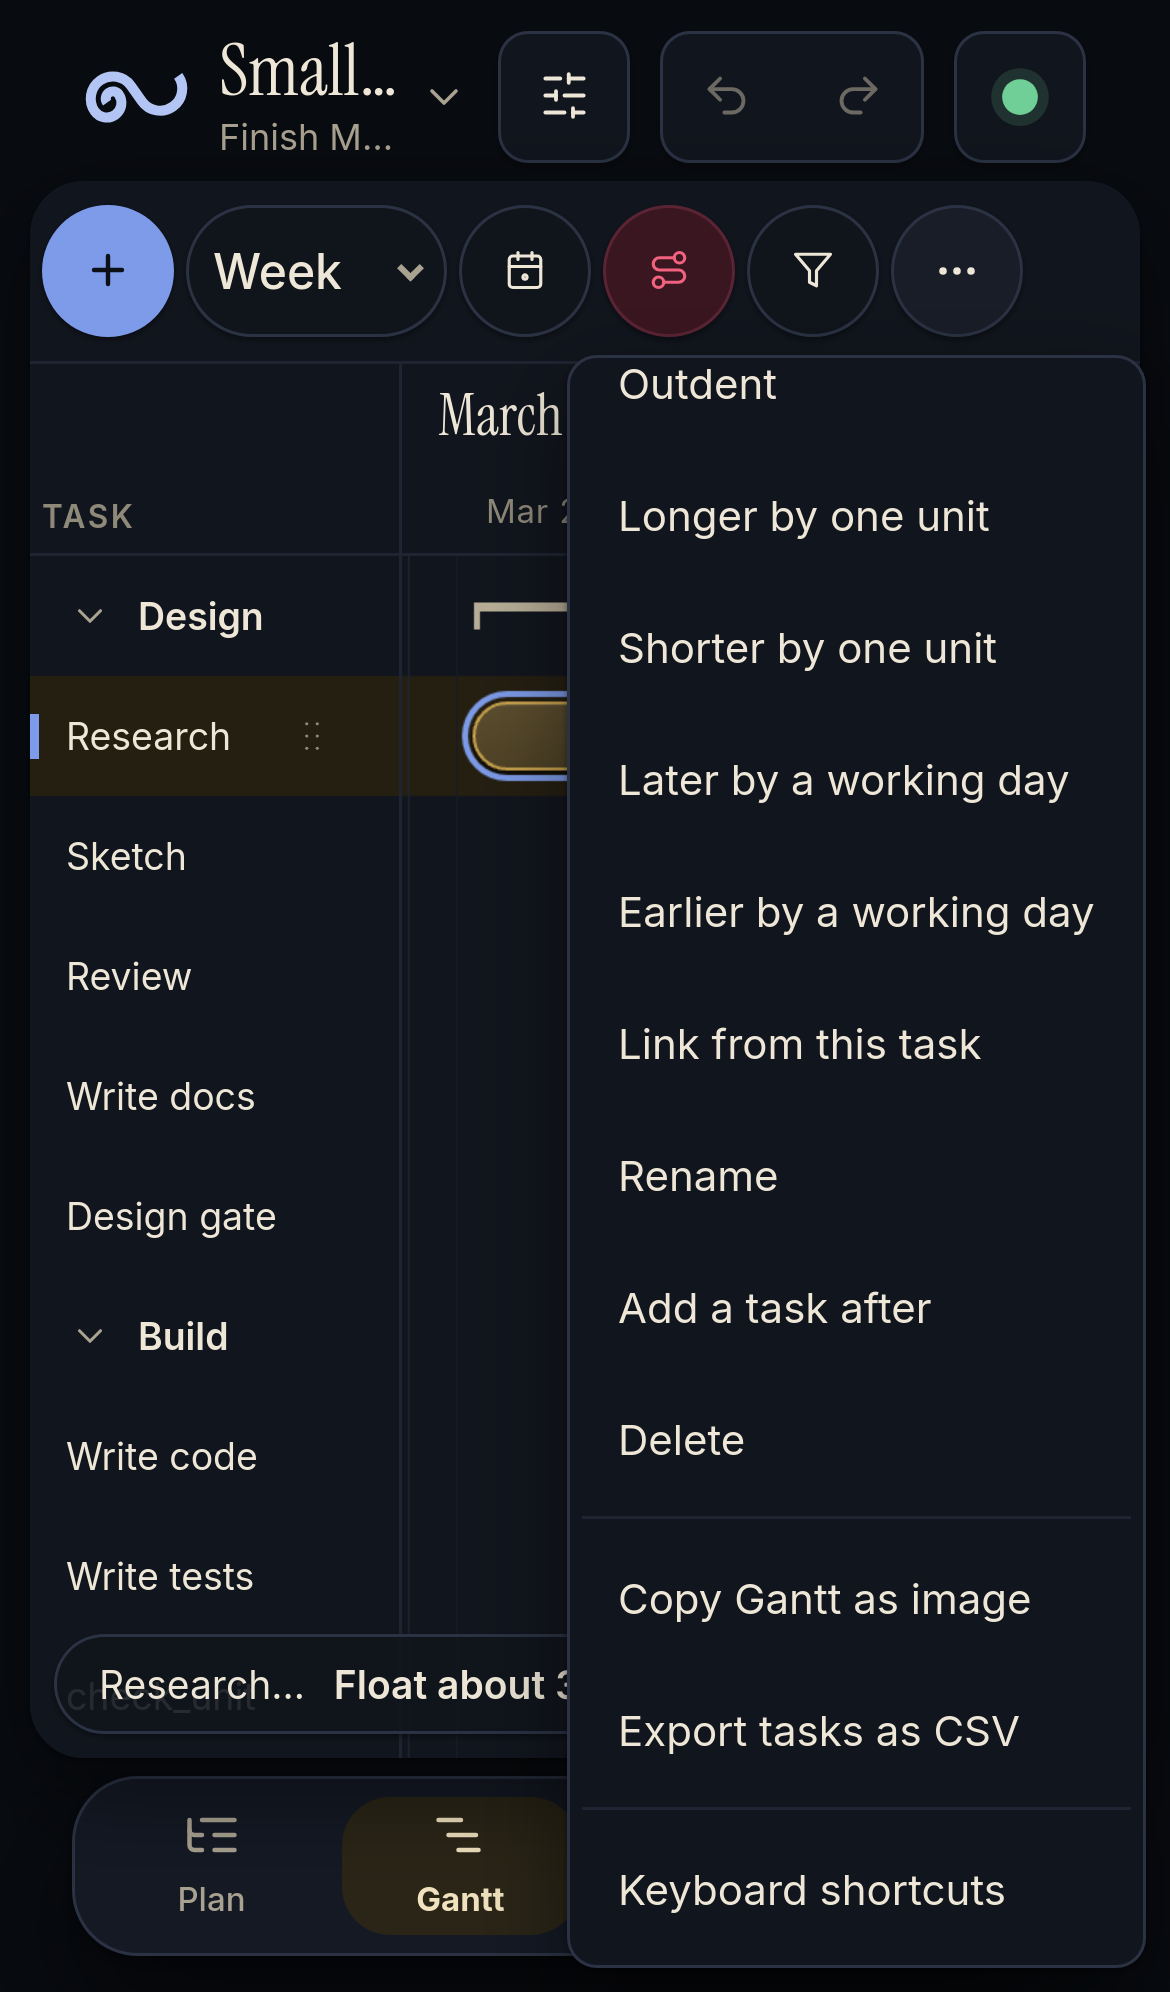 Small...
Finish M...
Week
March
Mar
TASK
Design
Research
Sketch
Review
Write docs
Design gate
Build
Write code
Write tests
check_unit
Research... Float about
Plan
Gantt
Outdent
Longer by one unit
Shorter by one unit
Later by a working day
Earlier by a working day
Link from this task
Rename
Add a task after
Delete
Copy Gantt as image
Export tasks as CSV
Keyboard shortcuts